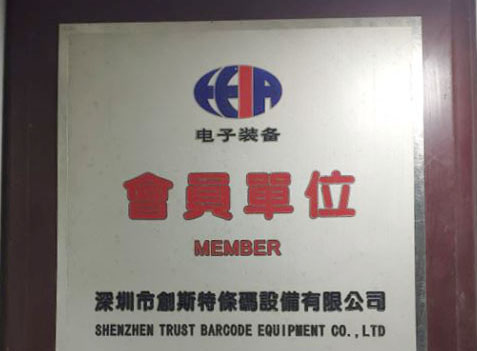 EEIA
电子装备
會員單位
MEMBER
深圳市創斯特條碼設備有限公司
SHENZHEN TRUST BARCODE EQUIPMENT CO.,LTD